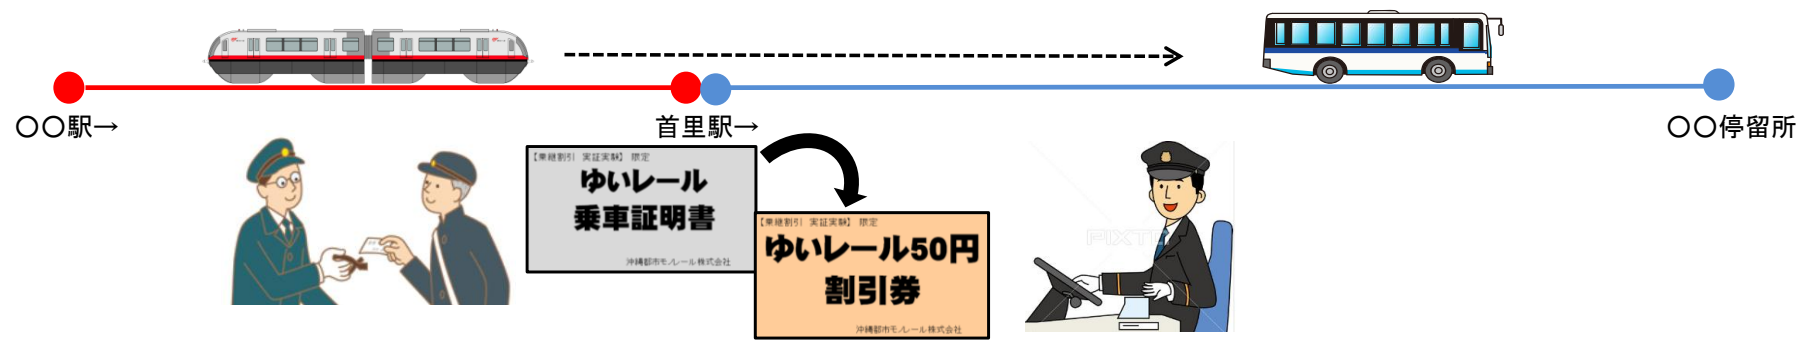 〇〇駅→
首里駅→
〇〇停留所
【乗継割引 実証実験】 限定
ゆいレール
乗車証明書
沖縄都市モノレール株式会社
【乗継割引 実証実験】 限定
ゆいレール50円
割引券
沖縄都市モノレール株式会社
PIXTA